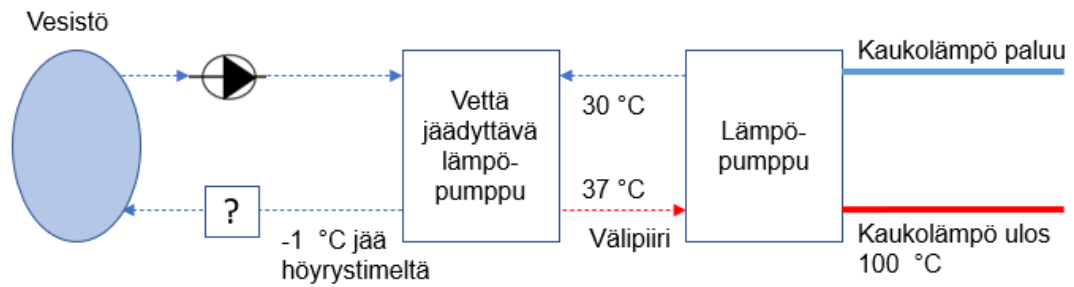 Vesistö
Kaukolämpö paluu
Vettä
jäädyttävä
lämpö-
pumppu
30 °C
Lämpö-
pumppu
37 °C
?
Välipiiri
-1 °C jää
höyrystimeltä
Kaukolämpö ulos
100 °C